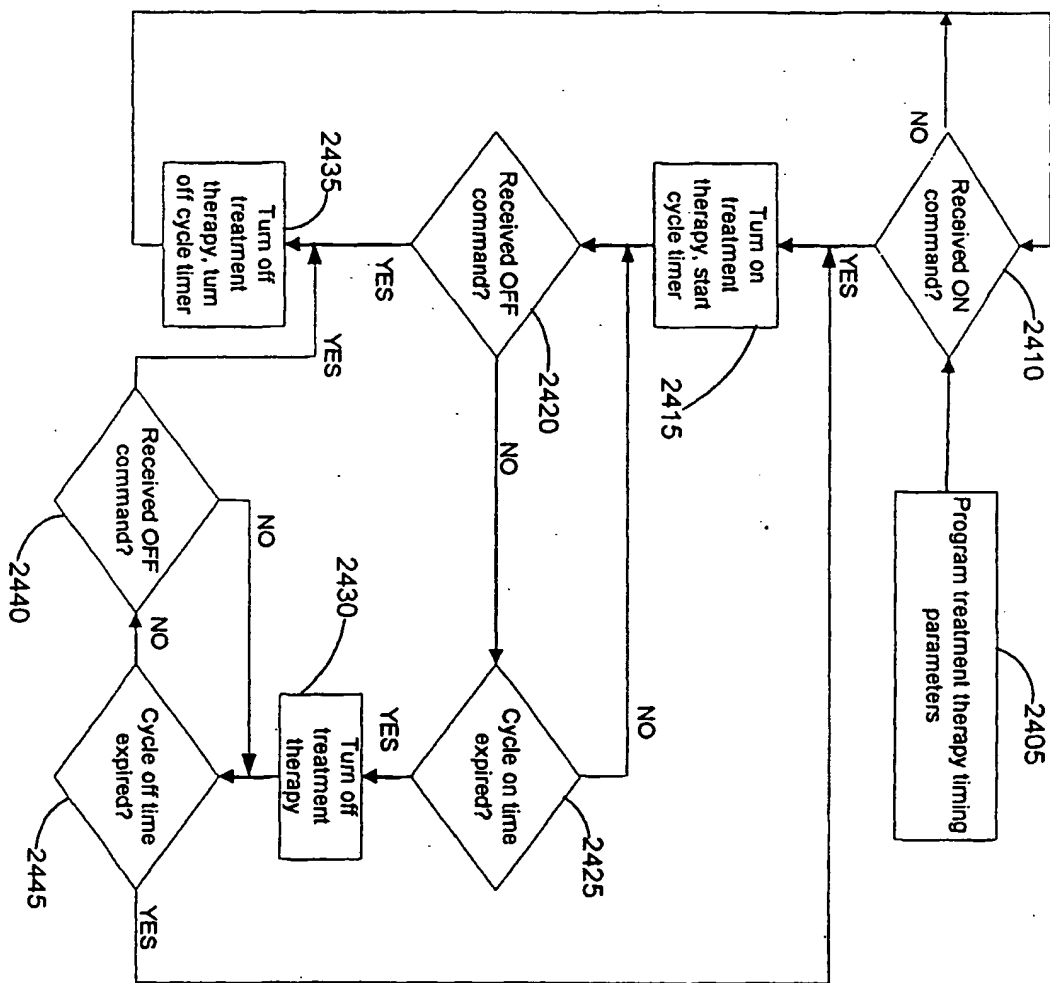 Program treatment therapy timing
parameters
2405
Received ON
command?
2410
NO
YES
Turn on
treatment
therapy, start
cycle timer
2415
Received OFF
command?
2420
YES
NO
Cycle on time
expired?
2425
NO
YES
Turn off
treatment
therapy
2430
Turn off
treatment
therapy, turn
off cycle timer
2435
YES
Received OFF
command?
2440
NO
NO
Cycle off time
expired?
2445
YES